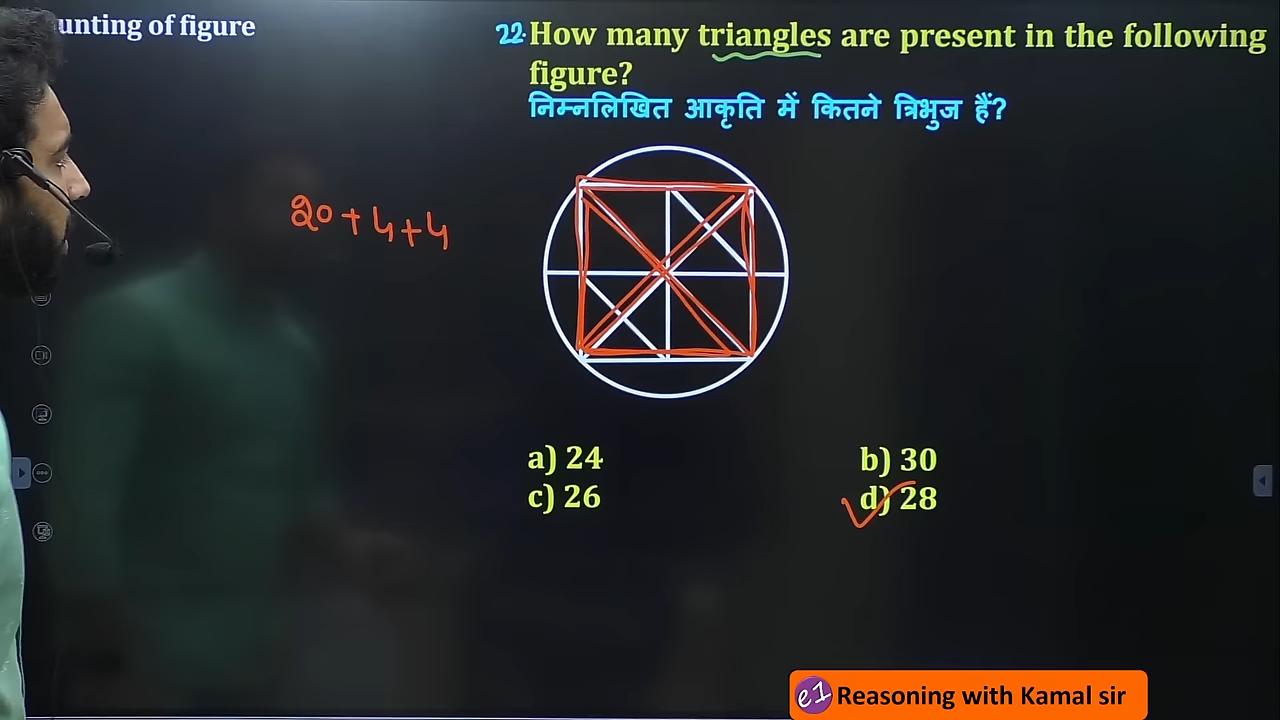 unting of figure
22. How many triangles are present in the following
figure?
निम्नलिखित आकृति में कितने त्रिभुज हैं?
20+4+4
a) 24
b) 30
c) 26
d) 28
e1 Reasoning with Kamal sir